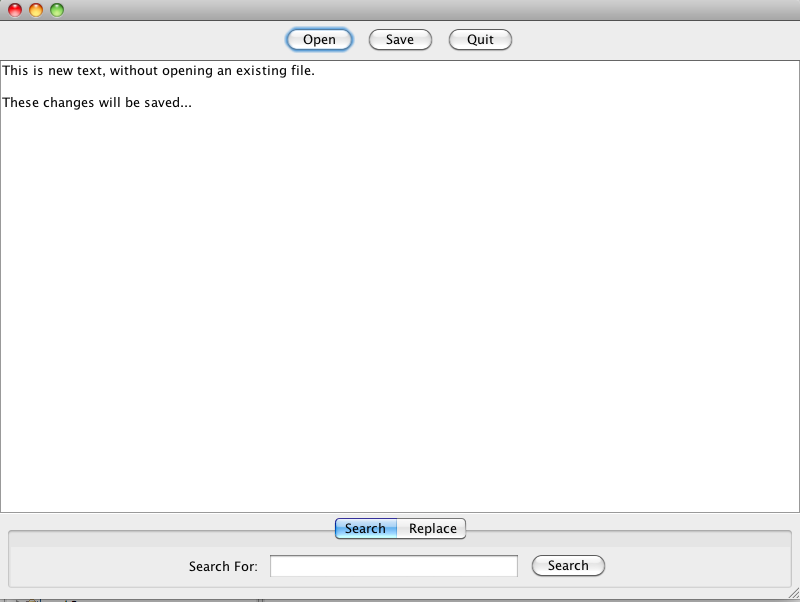 Open Save Quit
This is new text, without opening an existing file.
These changes will be saved...
Search Replace
Search For: Search